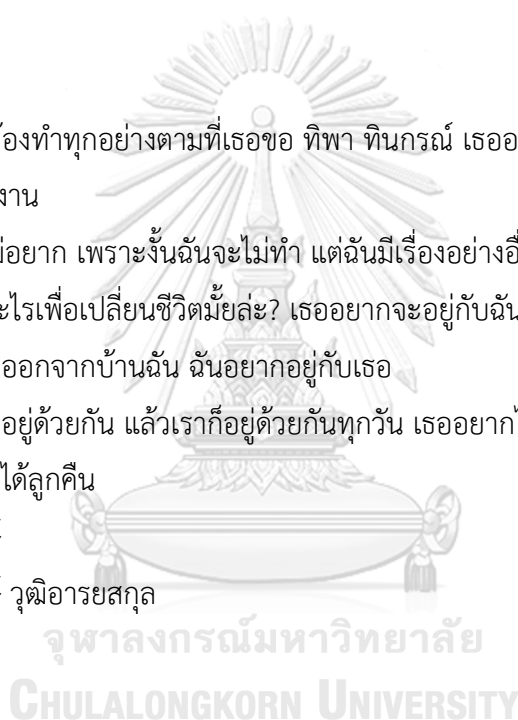 ้องทำทุกอย่างตามที่เธอขอ ทิพา ทินกรณ์ เธออ
งาน
ม่อยาก เพราะงั้นฉันจะไม่ทำ แต่ฉันมีเรื่องอย่างอื่
ะไรเพื่อเปลี่ยนชีวิตมั้ยล่ะ? เธออยากจะอยู่กับฉัน
ออกจากบ้านฉัน ฉันอยากอยู่กับเธอ
อยู่ด้วยกัน แล้วเราก็อยู่ด้วยกันทุกวัน เธออยากไ
ได้ลูกคืน
วุฒิอารยสกุล
จุฬาลงกรณ์มหาวิทยาลัย
CHULALONGKORN UNIVERSITY